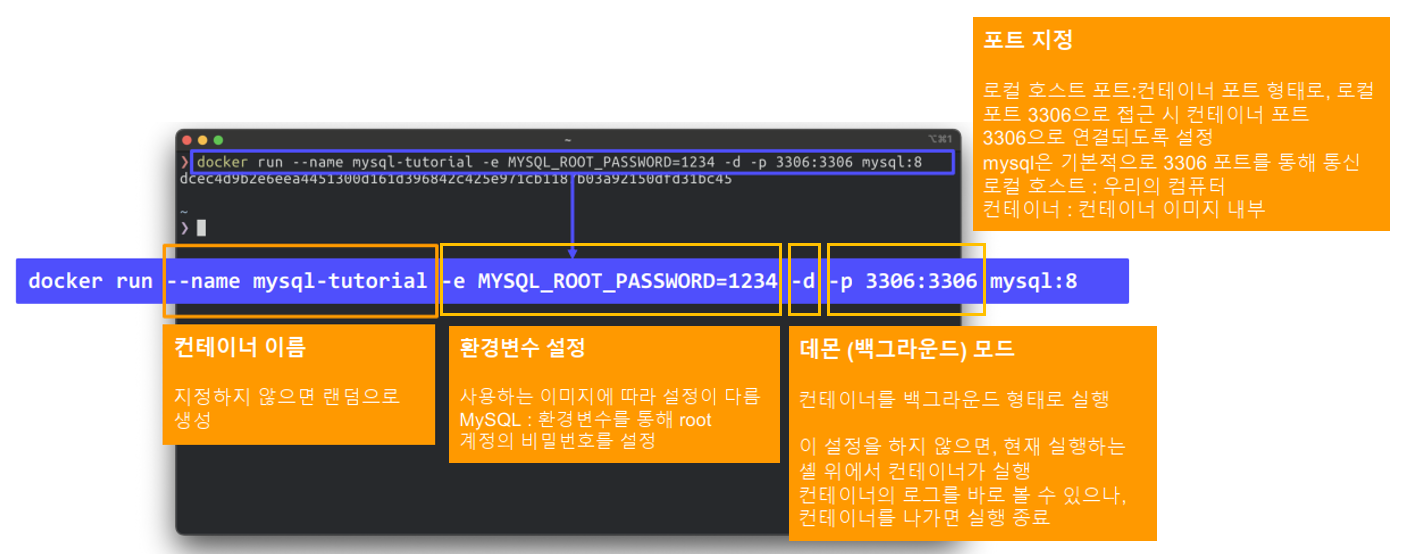 포트 지정
로컬 호스트 포트:컨테이너 포트 형태로, 로컬
포트 3306으로 접근 시 컨테이너 포트
3306으로 연결되도록 설정
mysql은 기본적으로 3306 포트를 통해 통신
로컬 호스트 : 우리의 컴퓨터
컨테이너 : 컨테이너 이미지 내부
~ ⌥⌘1
❯ docker run --name mysql-tutorial -e MYSQL_ROOT_PASSWORD=1234 -d -p 3306:3306 mysql:8
~
❯
docker run --name mysql-tutorial -e MYSQL_ROOT_PASSWORD=1234 -d -p 3306:3306 mysql:8
컨테이너 이름
지정하지 않으면 랜덤으로
생성
환경변수 설정
사용하는 이미지에 따라 설정이 다름
MySQL : 환경변수를 통해 root
계정의 비밀번호를 설정
데몬 (백그라운드) 모드
컨테이너를 백그라운드 형태로 실행
이 설정을 하지 않으면, 현재 실행하는
셸 위에서 컨테이너가 실행
컨테이너의 로그를 바로 볼 수 있으나,
컨테이너를 나가면 실행 종료